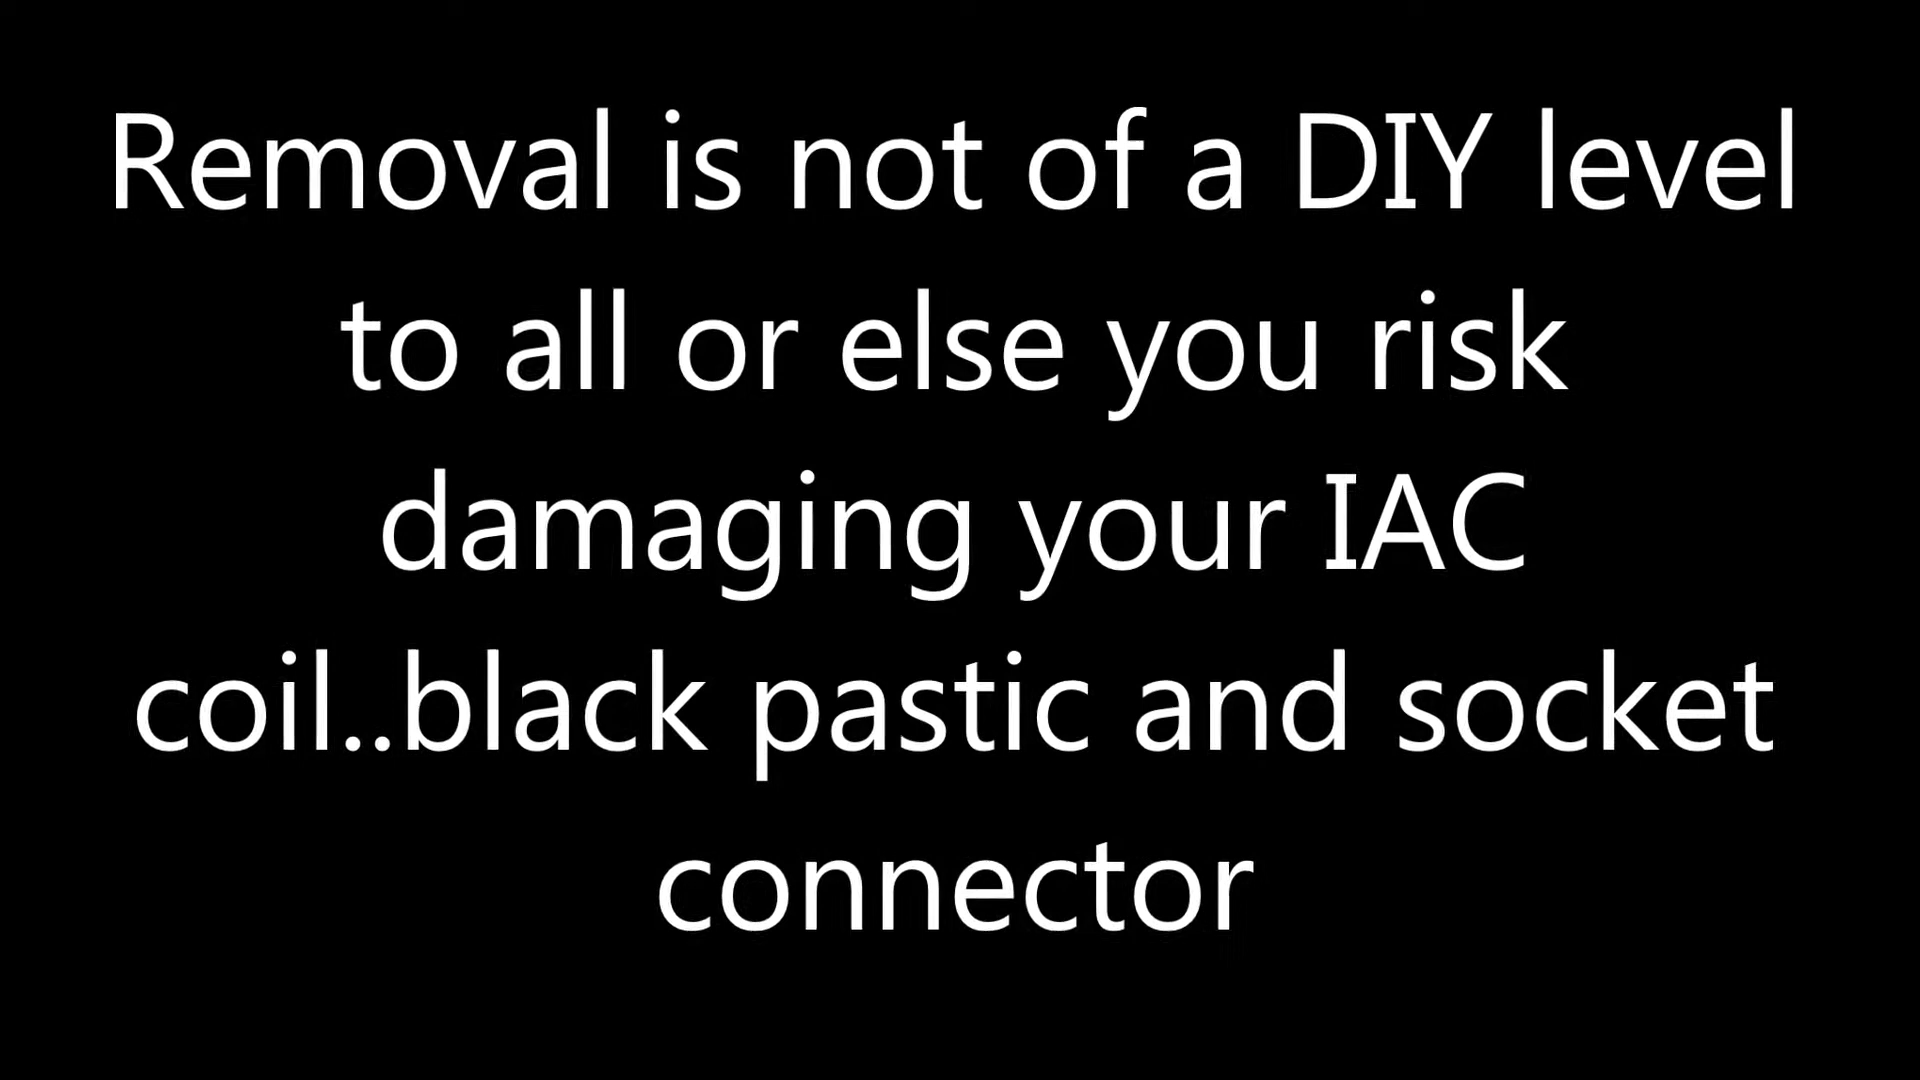 Removal is not of a DIY level
to all or else you risk
damaging your IAC
coil..black pastic and socket
connector